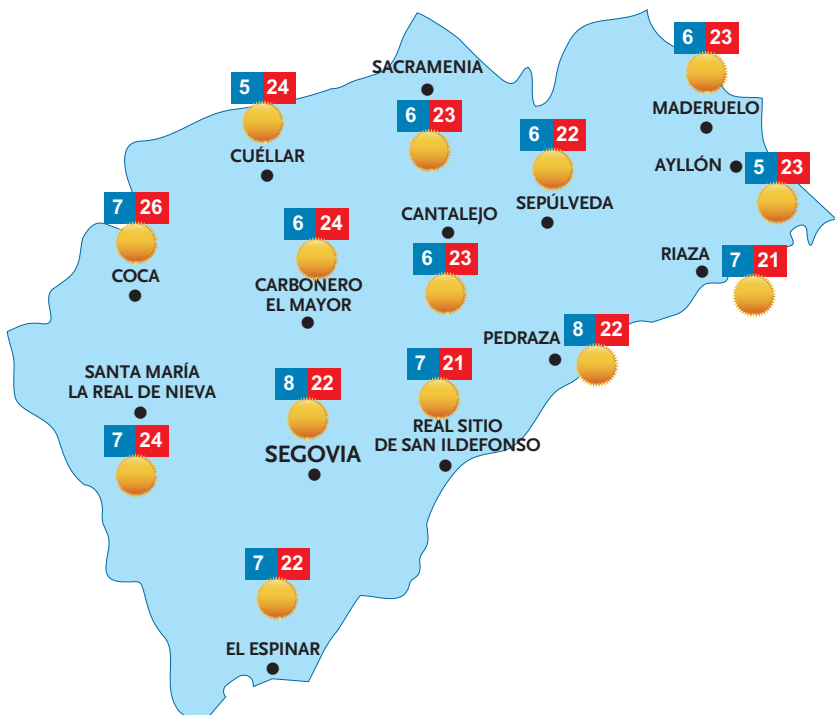 6 23
MADERUELO
SACRAMENIA
6 23
5 24
CUÉLLAR
6 22
SEPÚLVEDA
AYLLÓN
5 23
7 26
COCA
6 24
CARBONERO
EL MAYOR
CANTALEJO
6 23
RIAZA
7 21
PEDRAZA
8 22
SANTA MARÍA
LA REAL DE NIEVA
7 24
8 22
SEGOVIA
7 21
REAL SITIO
DE SAN ILDEFONSO
7 22
EL ESPINAR